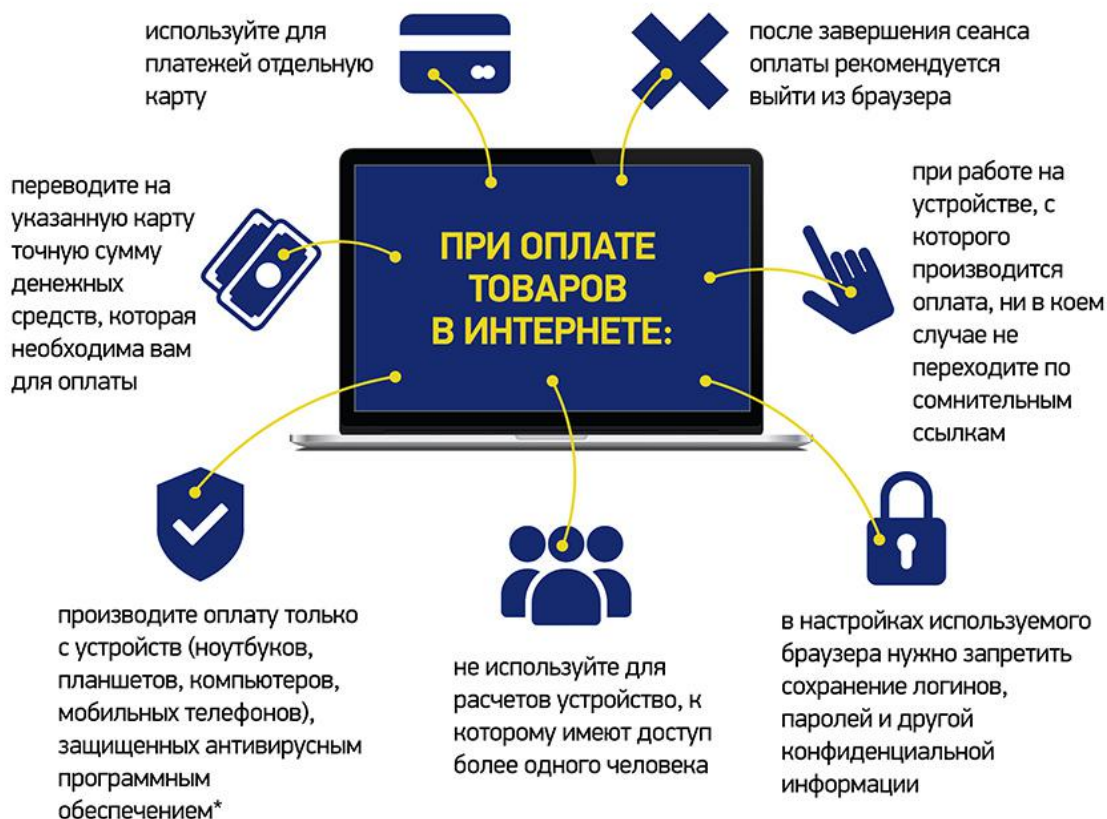 используйте для
платежей отдельную
карту
после завершения сеанса
оплаты рекомендуется
выйти из браузера
переводите на
указанную карту
точную сумму
денежных
средств, которая
необходима вам
для оплаты
ПРИ ОПЛАТЕ
ТОВАРОВ
В ИНТЕРНЕТЕ:
при работе на
устройстве, с
которого
производится
оплата, ни в коем
случае не
переходите по
сомнительным
ссылкам
производите оплату только
с устройств (ноутбуков,
планшетов, компьютеров,
мобильных телефонов),
защищенных антивирусным
программным
обеспечением*
не используйте для
расчетов устройство, к
которому имеют доступ
более одного человека
в настройках используемого
браузера нужно запретить
сохранение логинов,
паролей и другой
конфиденциальной
информации